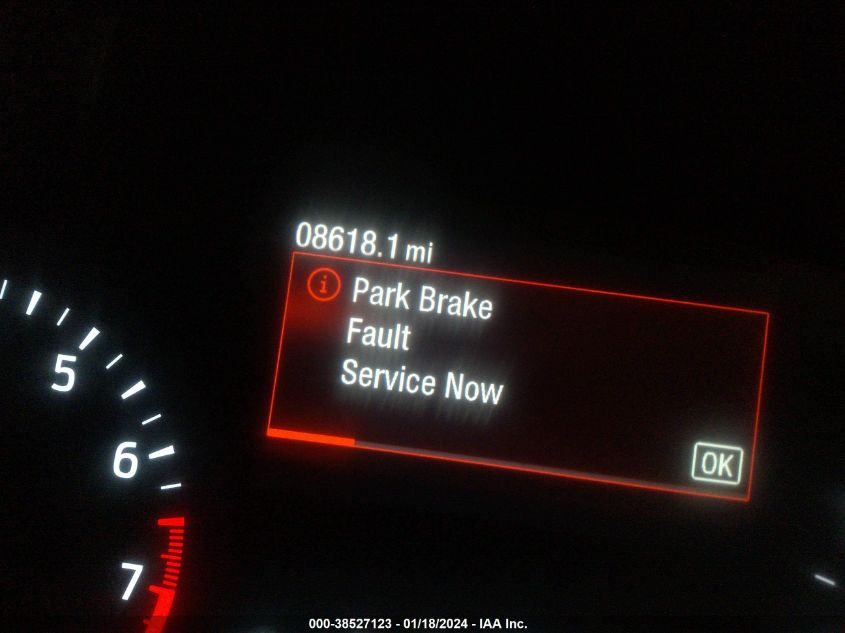 08618.1 mi
i
Park Brake
Fault
Service Now
OK
5
6
7
000-38527123 - 01/18/2024 - IAA Inc.